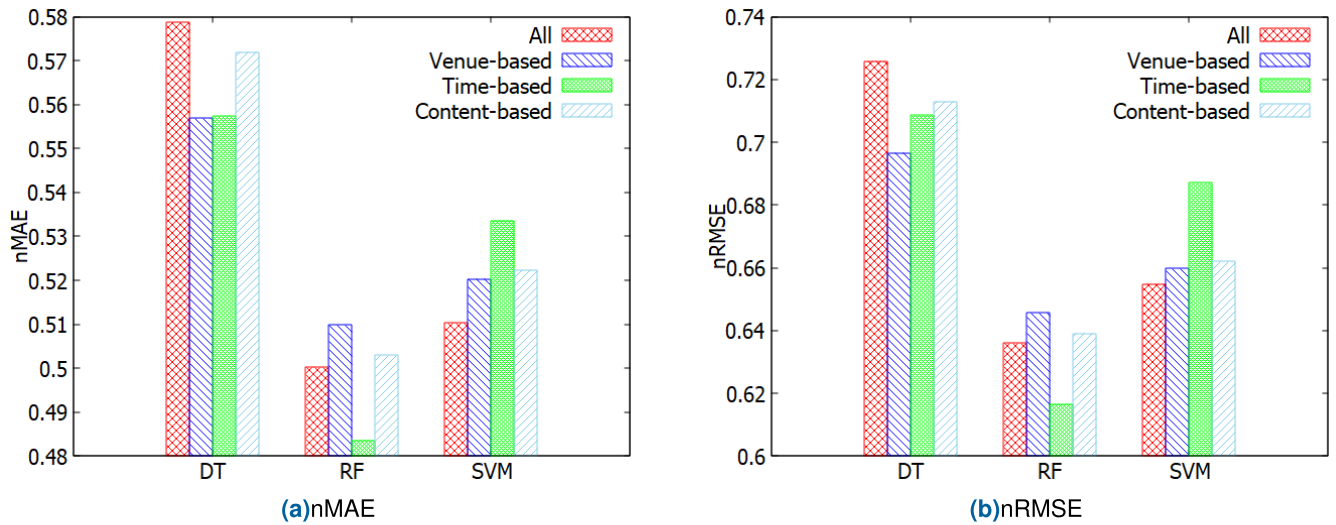 0.58
0.57
0.56
0.55
0.54
0.53
0.52
0.51
0.5
0.49
0.48
nMAE
All
Venue-based
Time-based
Content-based
DT RF SVM
(a)nMAE
0.74
0.72
0.7
0.68
0.66
0.64
0.62
0.6
nRMSE
All
Venue-based
Time-based
Content-based
DT RF SVM
(b)nRMSE